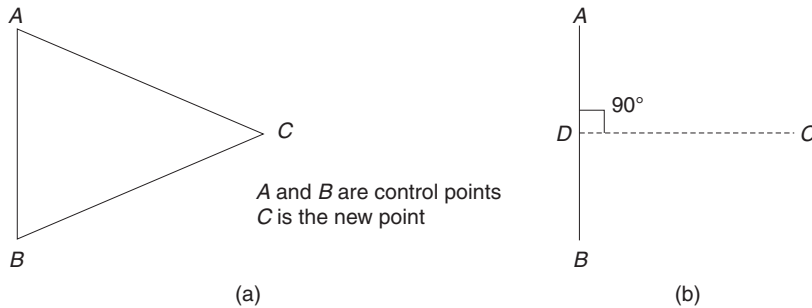 A
A
90°
C
D
C
A and B are control points
C is the new point
B
B
(a)
(b)